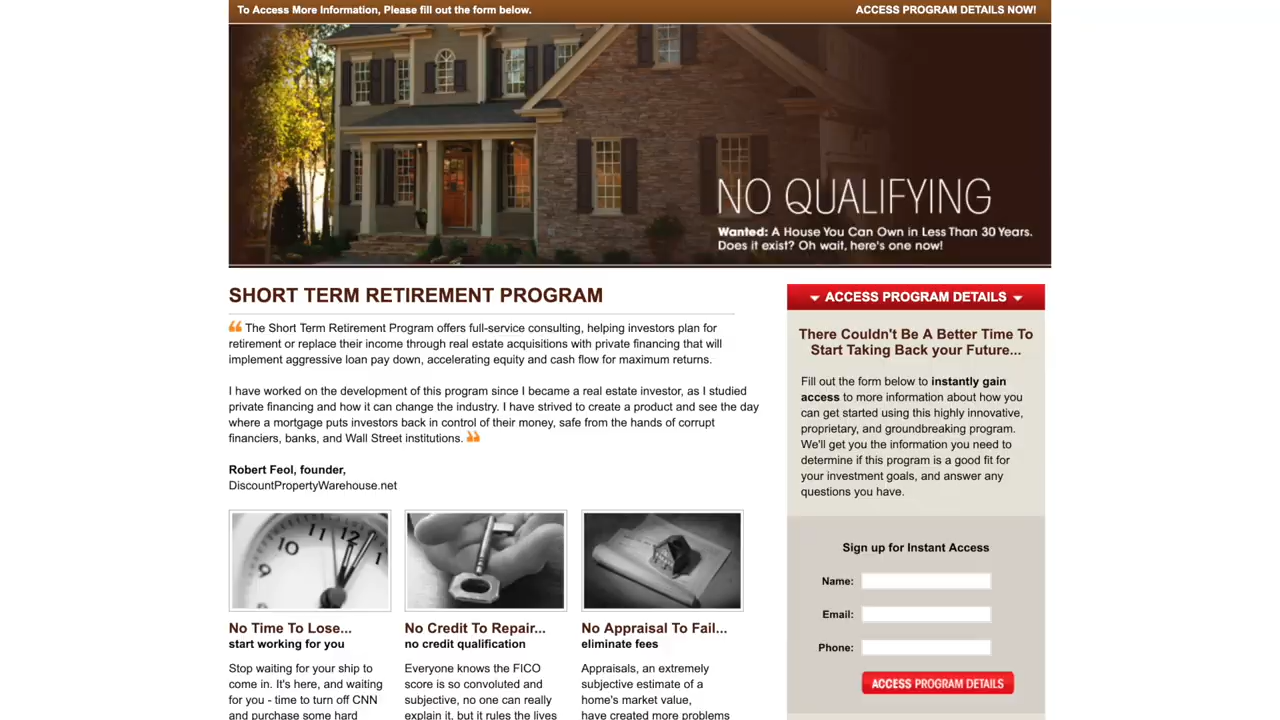 To Access More Information, Please fill out the form below.
ACCESS PROGRAM DETAILS NOW!
NO QUALIFYING
Wanted: A House You Can Own in Less Than 30 Years.
Does it exist? Oh wait, here's one now!
SHORT TERM RETIREMENT PROGRAM
“ The Short Term Retirement Program offers full-service consulting, helping investors plan for
retirement or replace their income through real estate acquisitions with private financing that will
implement aggressive loan pay down, accelerating equity and cash flow for maximum returns.
I have worked on the development of this program since I became a real estate investor, as I studied
private financing and how it can change the industry. I have strived to create a product and see the day
where a mortgage puts investors back in control of their money, safe from the hands of corrupt
financiers, banks, and Wall Street institutions. ”
Robert Feol, founder,
DiscountPropertyWarehouse.net
10 11 12 1
9
No Time To Lose...
start working for you
Stop waiting for your ship to
come in. It's here, and waiting
for you - time to turn off CNN
and purchase some hard
No Credit To Repair...
no credit qualification
Everyone knows the FICO
score is so convoluted and
subjective, no one can really
explain it, but it rules the lives
No Appraisal To Fail...
eliminate fees
Appraisals, an extremely
subjective estimate of a
home's market value,
have created more problems
ACCESS PROGRAM DETAILS
There Couldn't Be A Better Time To
Start Taking Back your Future...
Fill out the form below to instantly gain
access to more information about how you
can get started using this highly innovative,
proprietary, and groundbreaking program.
We'll get you the information you need to
determine if this program is a good fit for
your investment goals, and answer any
questions you have.
Sign up for Instant Access
Name:
Email:
Phone:
ACCESS PROGRAM DETAILS